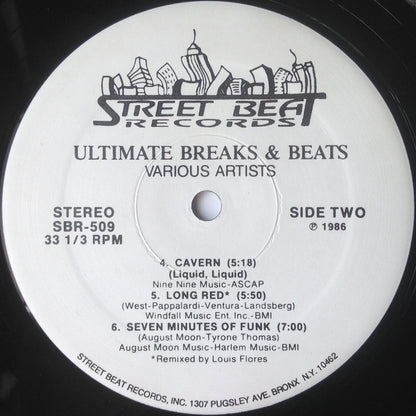 STREET BEAT
RECORDS
ULTIMATE BREAKS & BEATS
VARIOUS ARTISTS
STEREO
SBR-509
33 1/3 RPM
SIDE TWO
℗ 1986
4. CAVERN (5:18)
(Liquid, Liquid)
Nine Nine Music-ASCAP
5. LONG RED* (5:50)
(West-Pappalardi-Ventura-Landsberg)
Windfall Music Ent. Inc.-BMI
6. SEVEN MINUTES OF FUNK (7:00)
(August Moon-Tyrone Thomas)
August Moon Music-Harlem Music-BMI
*Remixed by Louis Flores
STREET BEAT RECORDS, INC. 1307 PUGSLEY AVE. BRONX N.Y. 10462